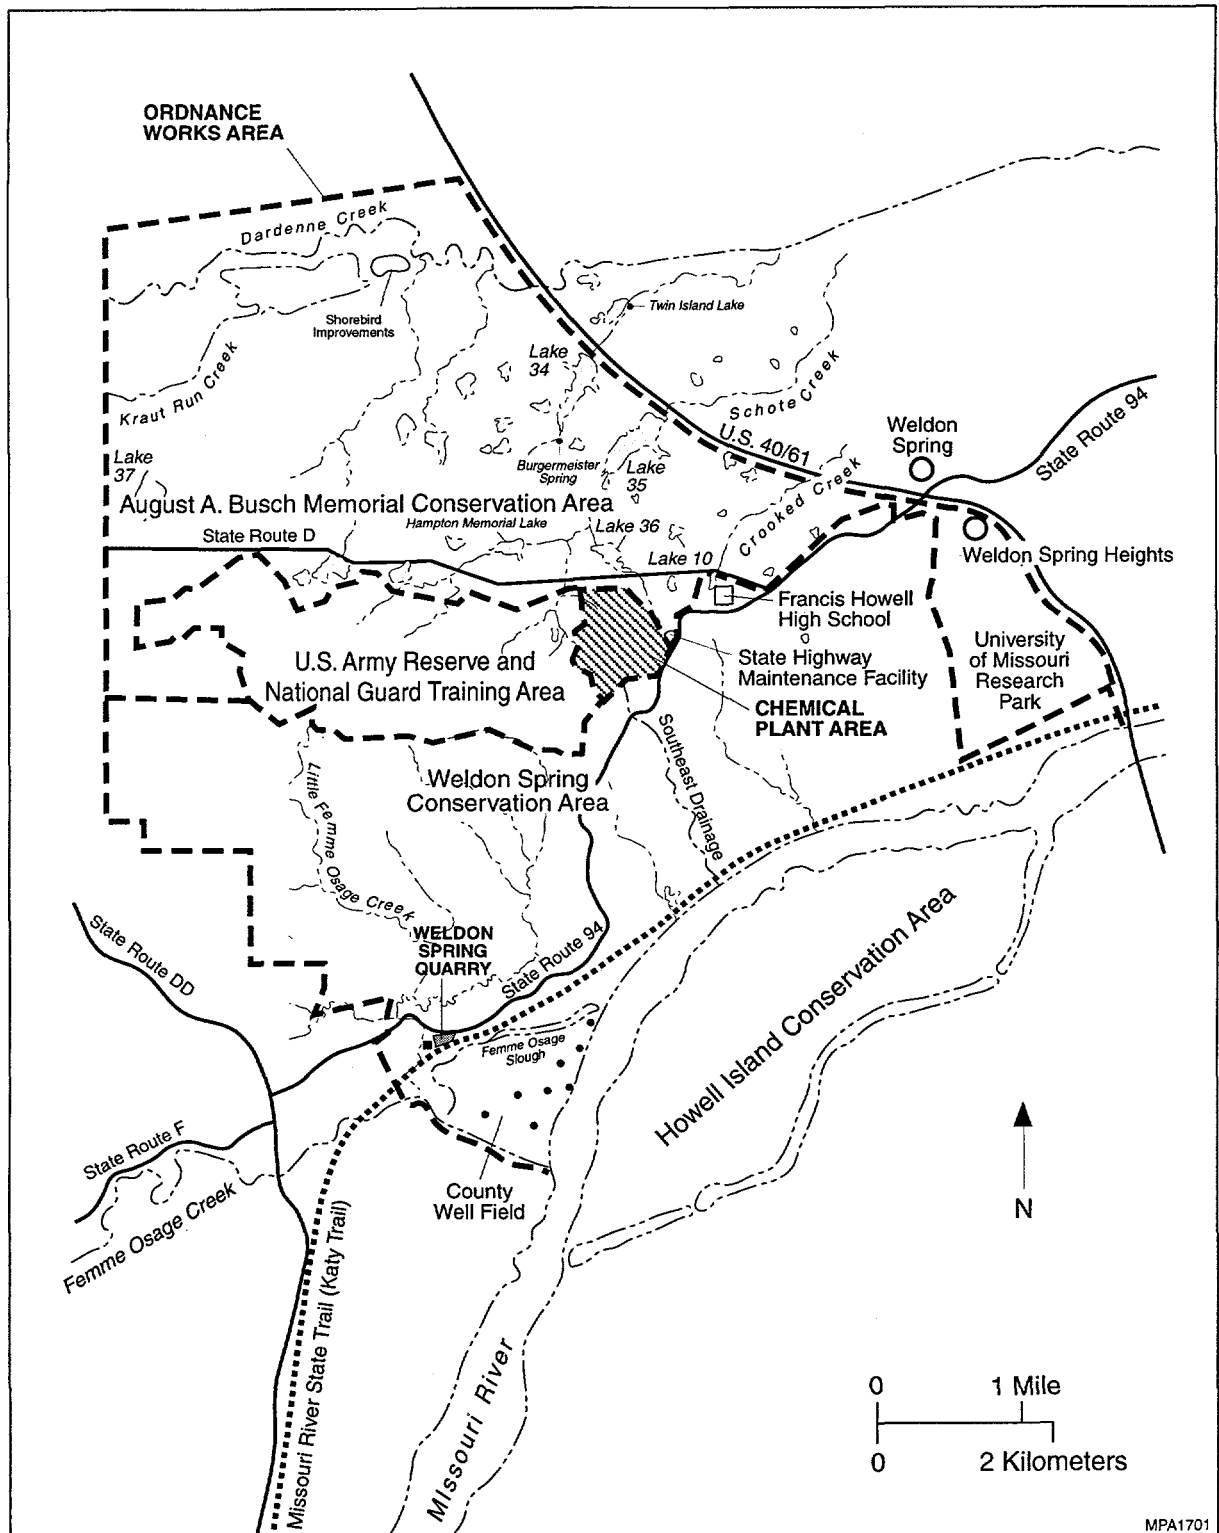 ORDNANCE
WORKS AREA
Dardenne Creek
Shorebird
Improvements
Twin Island Lake
Lake
34
Kraut Run Creek
Schote Creek
U.S. 40/61
State Route 94
Weldon
Spring
Lake
37
Burgermeister
Spring
Lake
35
Crooked Creek
August A. Busch Memorial Conservation Area
Hampton Memorial Lake
Lake 36
State Route D
Lake 10
Weldon Spring Heights
Francis Howell
High School
U.S. Army Reserve and
National Guard Training Area
State Highway
Maintenance Facility
University
of Missouri
Research
Park
CHEMICAL
PLANT AREA
Southeast Drainage
Weldon Spring
Conservation Area
Little Femme Osage Creek
WELDON
SPRING
QUARRY
State Route 94
State Route DD
Howell Island Conservation Area
Femme Osage
Slough
State Route F
Femme Osage Creek
County
Well Field
N
Missouri River State Trail (Katy Trail)
Missouri River
0 1 Mile
0 2 Kilometers
MPA1701